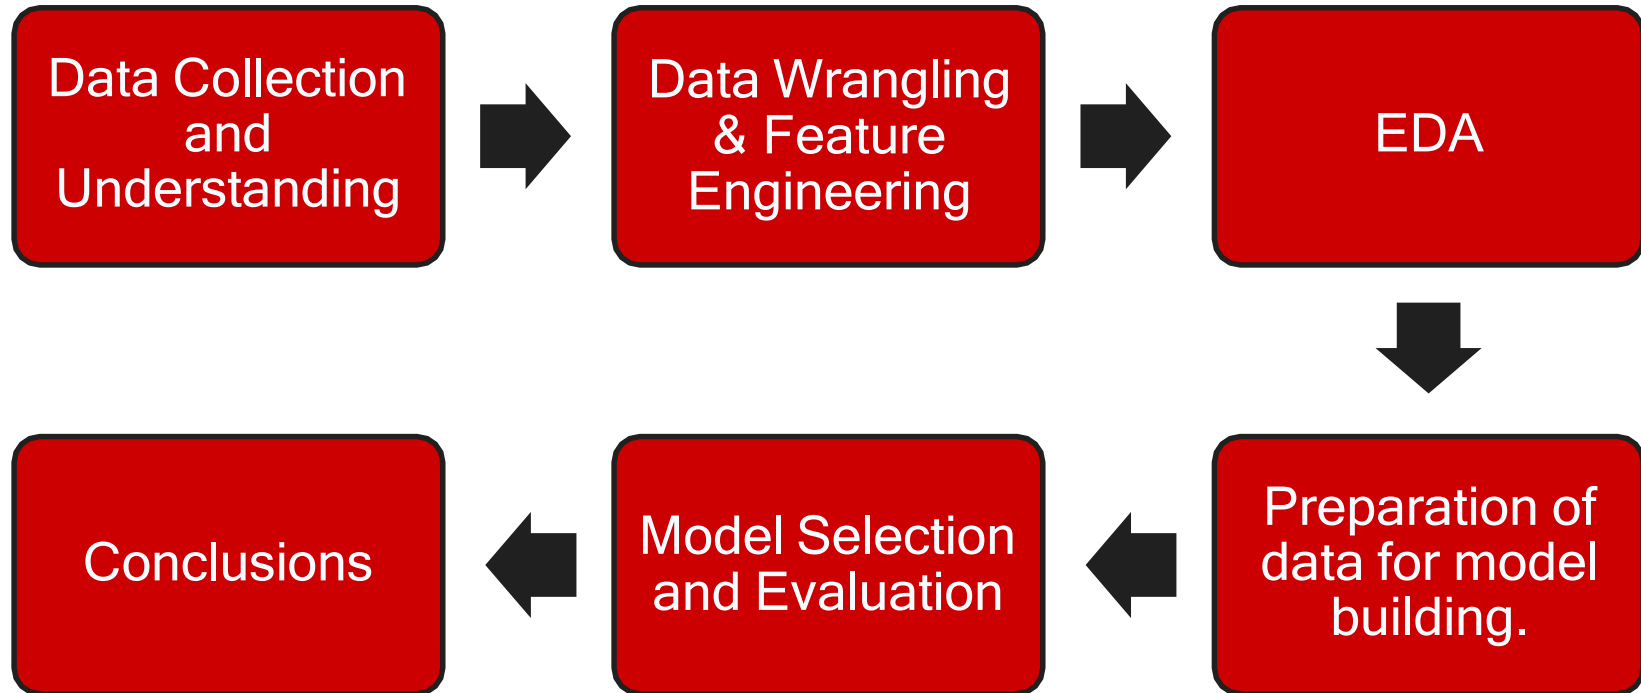 Data Collection
and
Understanding
Data Wrangling
& Feature
Engineering
EDA
Preparation of
data for model
building.
Model Selection
and Evaluation
Conclusions